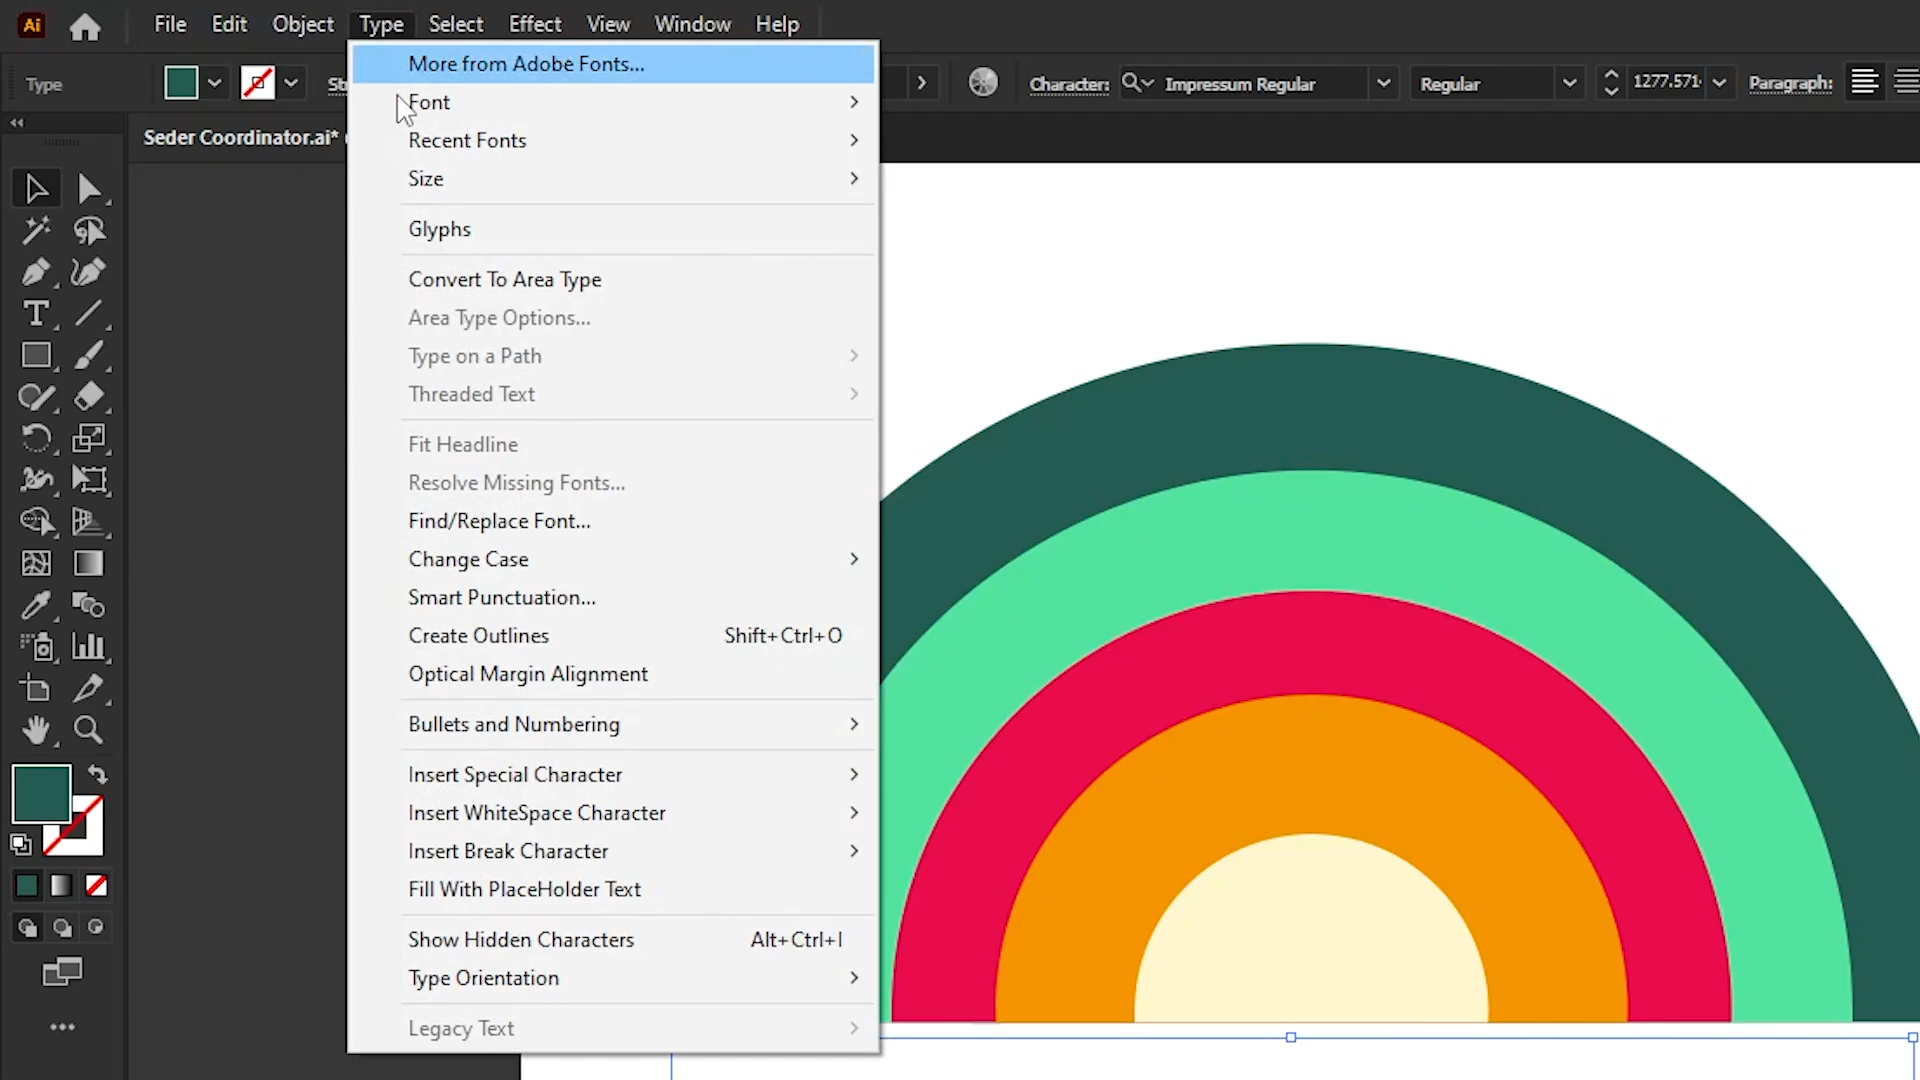 Ai File Edit Object Type Select Effect View Window Help
Type Character: Impressum Regular Regular 1277.571 Paragraph:
Seder Coordinator.ai*
More from Adobe Fonts...
Font
Recent Fonts
Size
Glyphs
Convert To Area Type
Area Type Options...
Type on a Path
Threaded Text
Fit Headline
Resolve Missing Fonts...
Find/Replace Font...
Change Case
Smart Punctuation...
Create Outlines Shift+Ctrl+O
Optical Margin Alignment
Bullets and Numbering
Insert Special Character
Insert WhiteSpace Character
Insert Break Character
Fill With PlaceHolder Text
Show Hidden Characters Alt+Ctrl+I
Type Orientation
Legacy Text